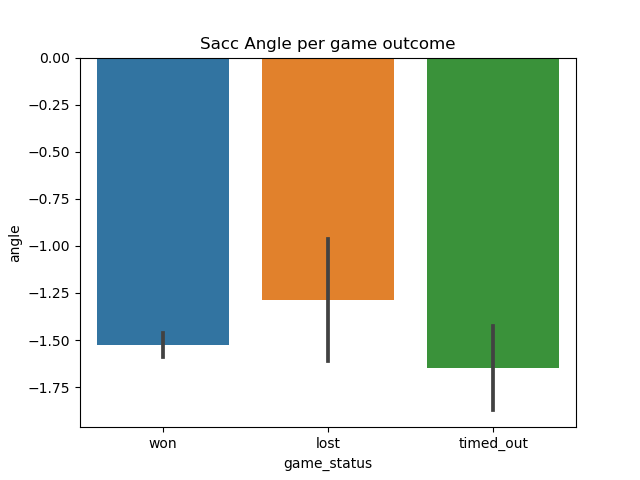 Sacc Angle per game outcome
0.00
−0.25
−0.50
−0.75
−1.00
−1.25
−1.50
−1.75
angle
won lost timed_out
game_status